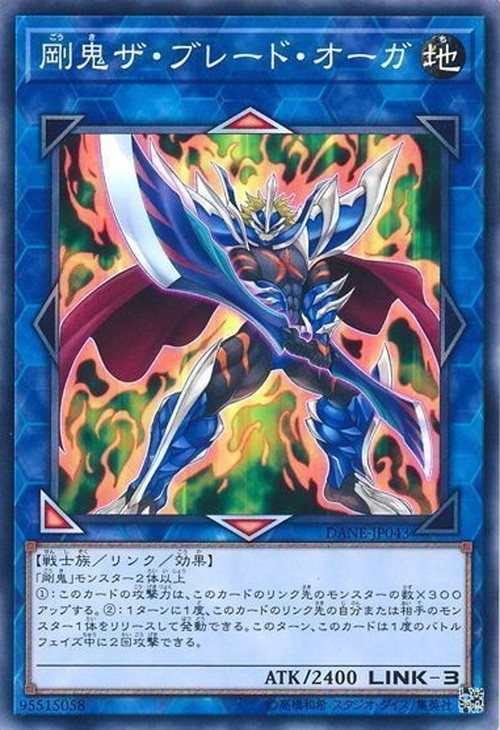 剛鬼ザ・ブレード・オーガ 地
DANE-JP043
【戦士族／リンク／効果】
「剛鬼」モンスター2体以上
①：このカードの攻撃力は、このカードのリンク先のモンスターの数×300
アップする。②：1ターンに1度、このカードのリンク先の自分または相手のモン
スター1体をリリースして発動できる。このターン、このカードは1度のバトル
フェイズ中に2回攻撃できる。
ATK/2400 LINK-3
95515058 ©高橋和希 スタジオ・ダイス/集英社